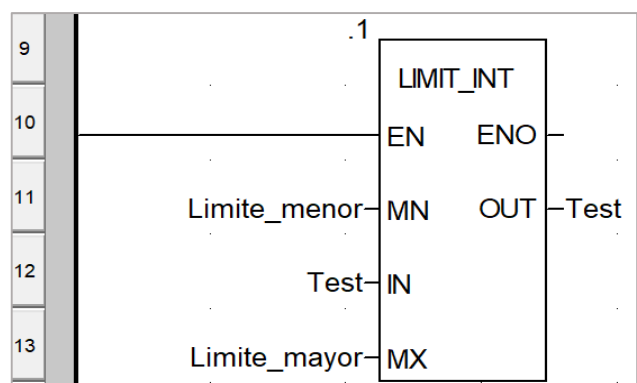 9
.1
LIMIT_INT
10
EN ENO
11
Limite_menor MN OUT Test
12
Test IN
13
Limite_mayor MX